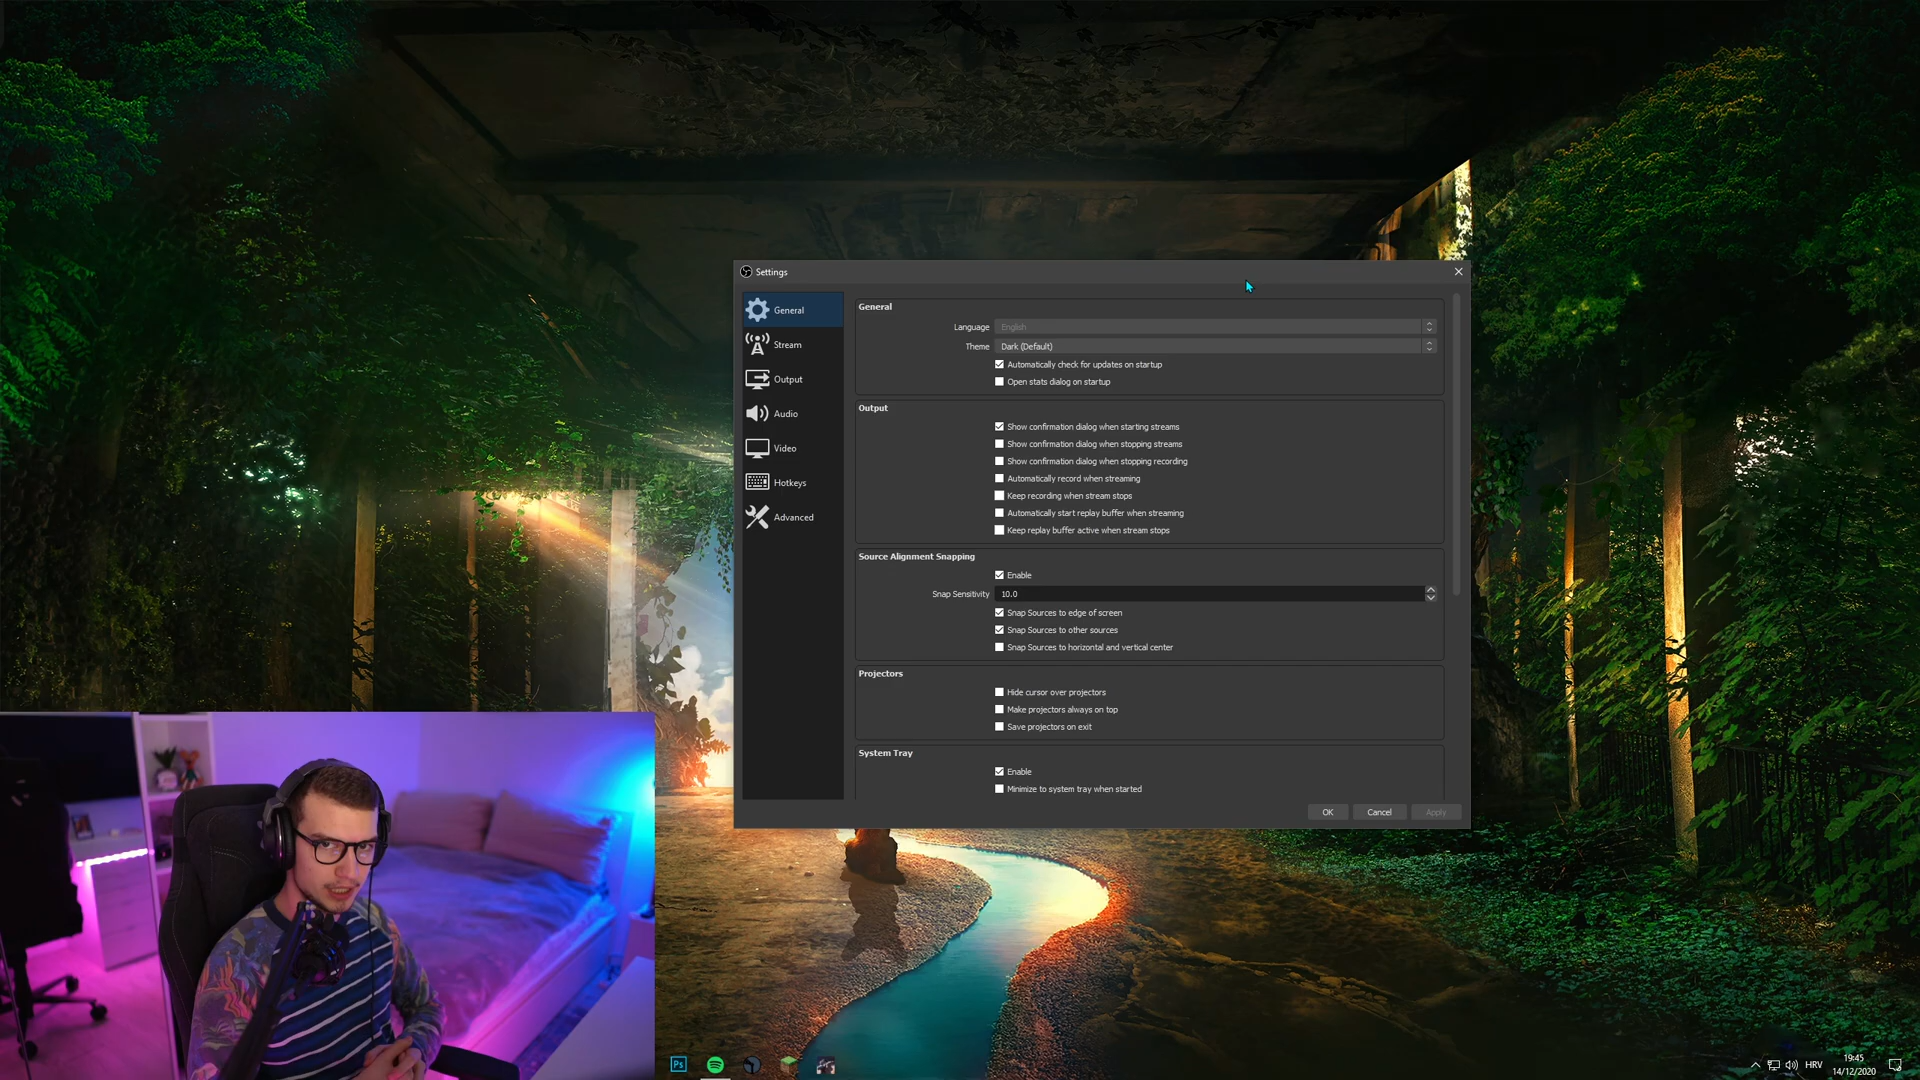 Settings
General
Stream
Output
Audio
Video
Hotkeys
Advanced
General
Language English
Theme Dark (Default)
Automatically check for updates on startup
Open stats dialog on startup
Output
Show confirmation dialog when starting streams
Show confirmation dialog when stopping streams
Show confirmation dialog when stopping recording
Automatically record when streaming
Keep recording when stream stops
Automatically start replay buffer when streaming
Keep replay buffer active when stream stops
Source Alignment Snapping
Enable
Snap Sensitivity 10.0
Snap Sources to edge of screen
Snap Sources to other sources
Snap Sources to horizontal and vertical center
Projectors
Hide cursor over projectors
Make projectors always on top
Save projectors on exit
System Tray
Enable
Minimize to system tray when started
OK Cancel Apply
Ps
HRV
19:45
14/12/2020